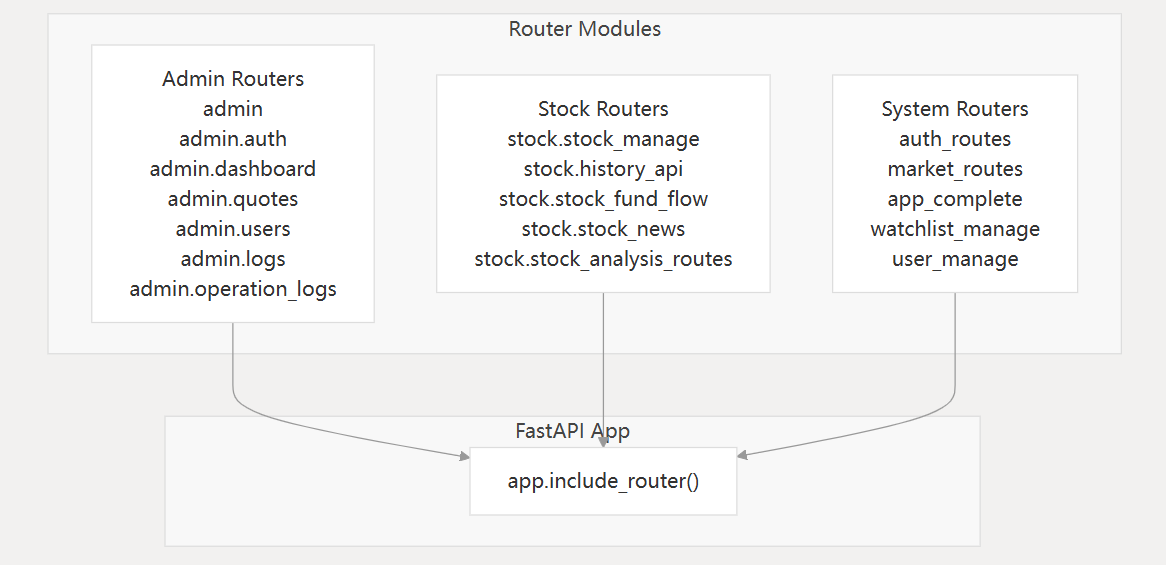 Router Modules
Admin Routers
admin
admin.auth
admin.dashboard
admin.quotes
admin.users
admin.logs
admin.operation_logs
Stock Routers
stock.stock_manage
stock.history_api
stock.stock_fund_flow
stock.stock_news
stock.stock_analysis_routes
System Routers
auth_routes
market_routes
app_complete
watchlist_manage
user_manage
FastAPI App
app.include_router()